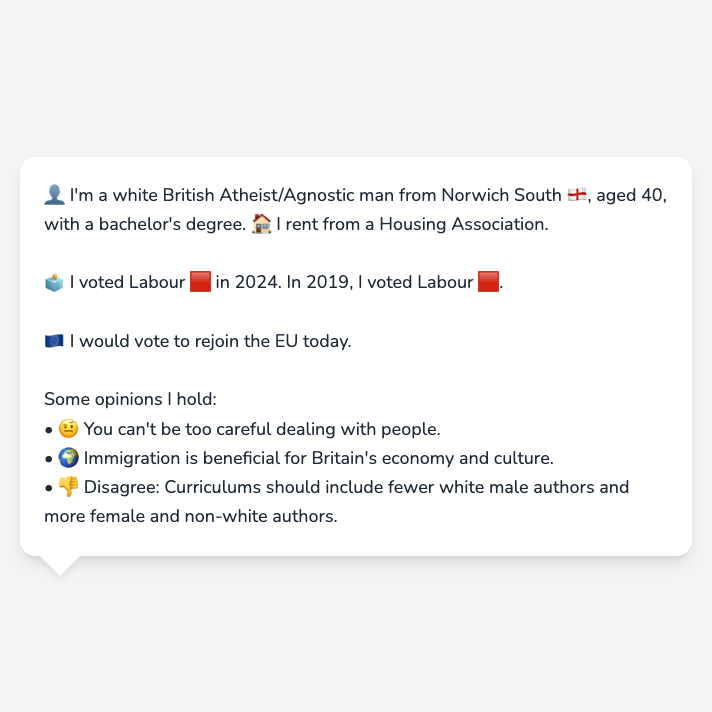 👤 I'm a white British Atheist/Agnostic man from Norwich South 🏴󠁧󠁢󠁥󠁮󠁧󠁿, aged 40,
with a bachelor's degree. 🏠 I rent from a Housing Association.
🗳️ I voted Labour 🟥 in 2024. In 2019, I voted Labour 🟥.
🇪🇺 I would vote to rejoin the EU today.
Some opinions I hold:
• 🤨 You can't be too careful dealing with people.
• 🌍 Immigration is beneficial for Britain's economy and culture.
• 👎 Disagree: Curriculums should include fewer white male authors and
more female and non-white authors.